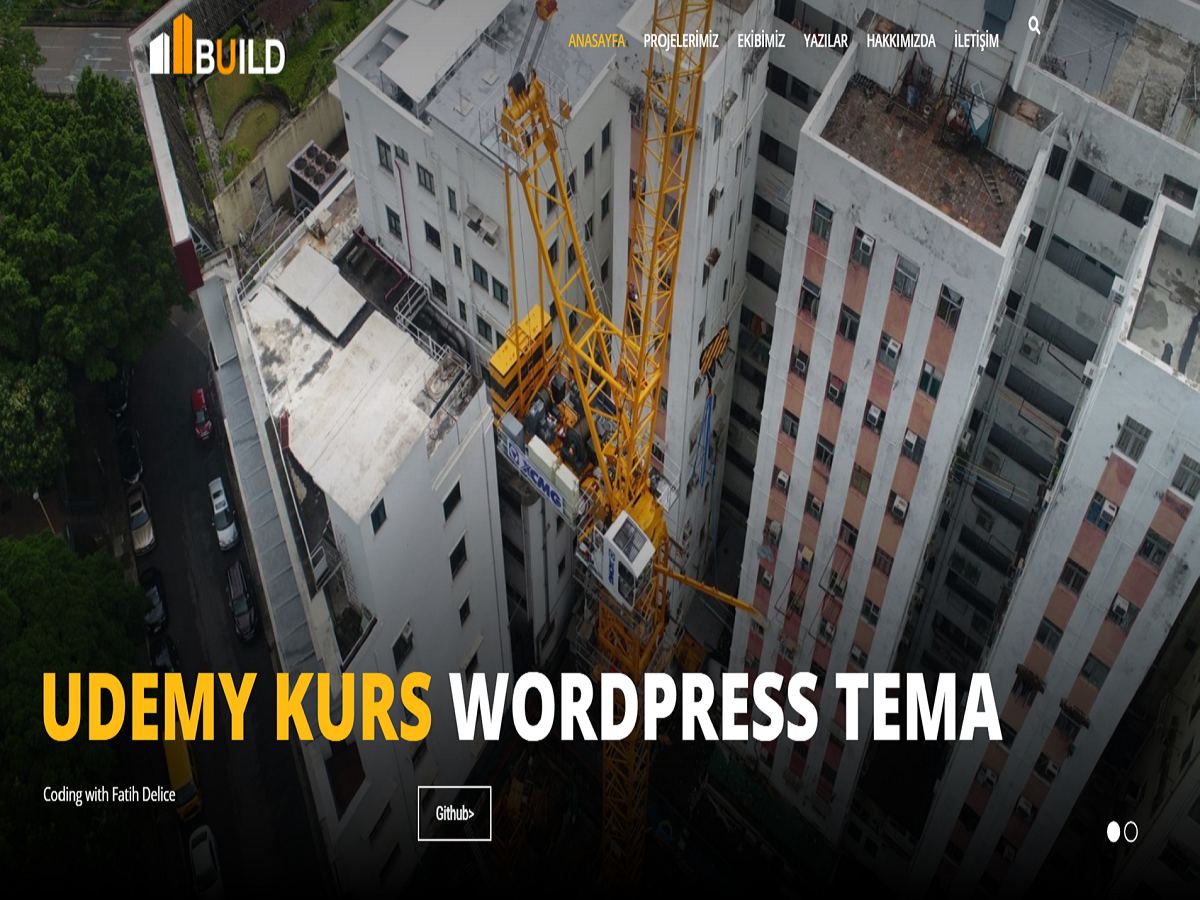 BUILD
ANASAYFA PROJELERİMİZ EKİBİMİZ YAZILAR HAKKIMIZDA İLETİŞİM
XCMG
UDEMY KURS WORDPRESS TEMA
Coding with Fatih Delice
Github>